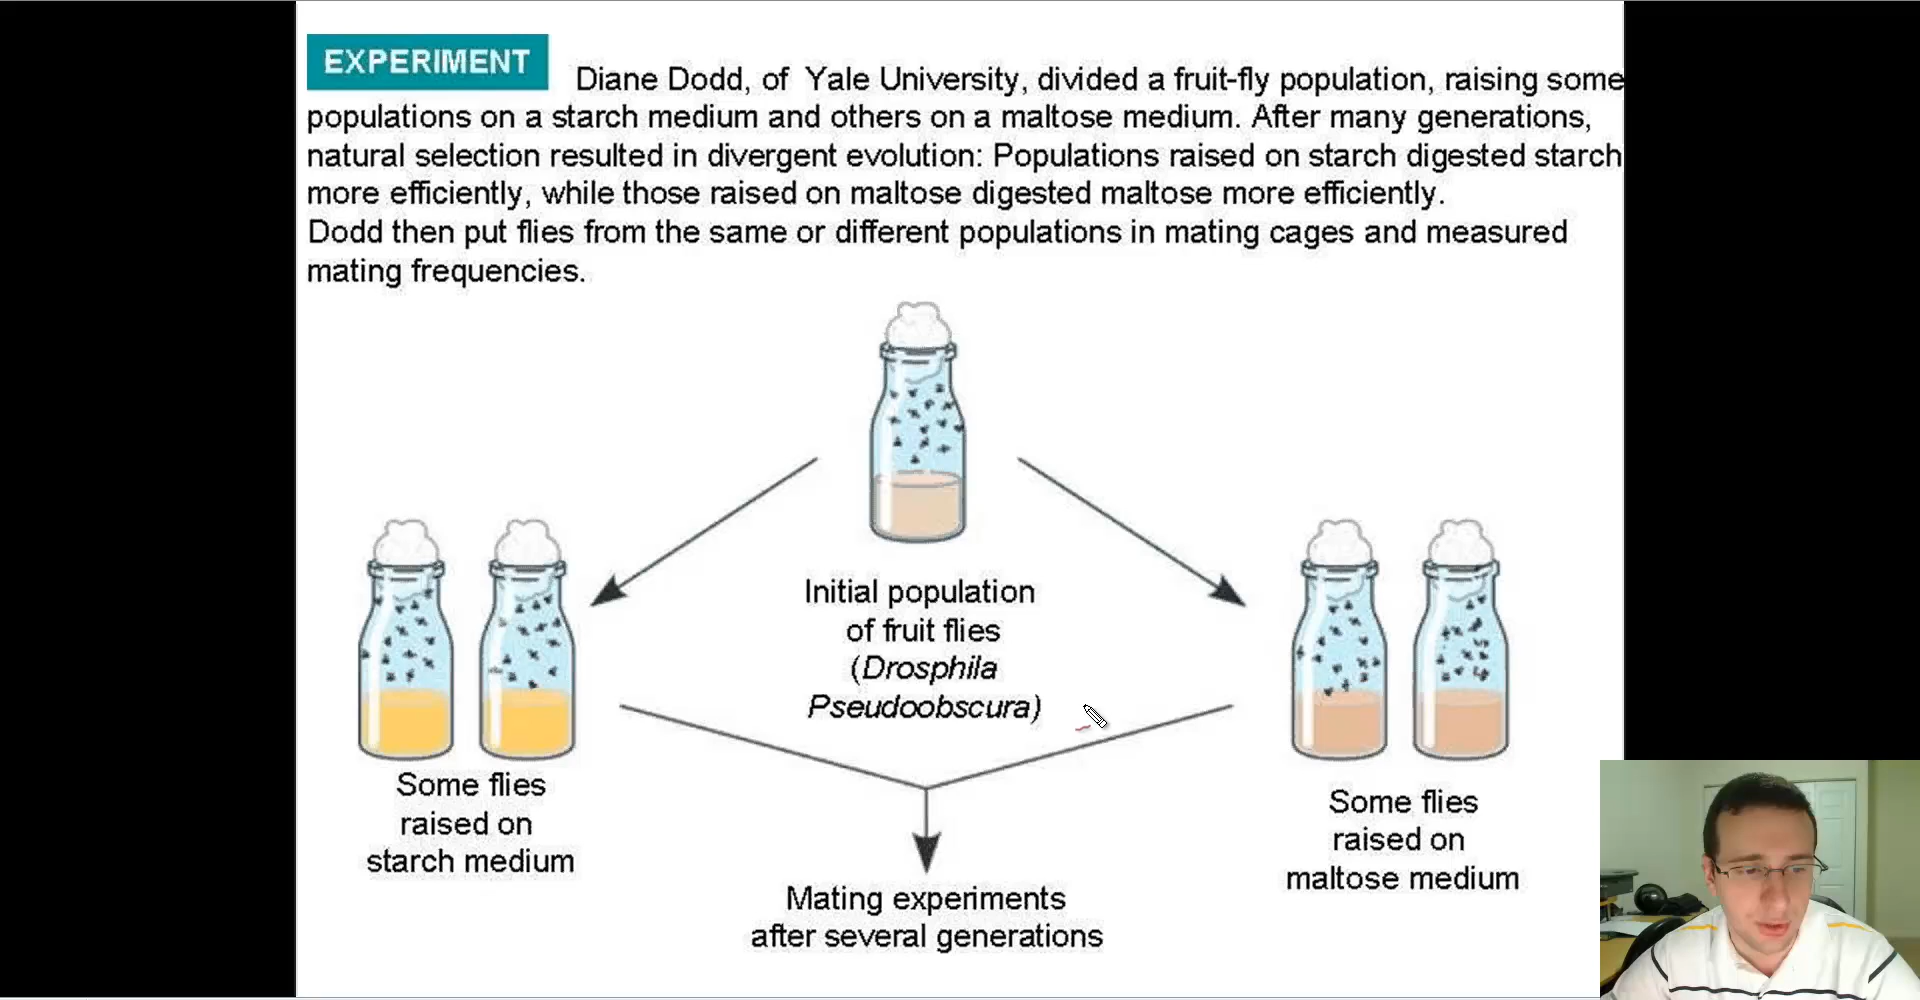 EXPERIMENT
Diane Dodd, of Yale University, divided a fruit-fly population, raising some
populations on a starch medium and others on a maltose medium. After many generations,
natural selection resulted in divergent evolution: Populations raised on starch digested starch
more efficiently, while those raised on maltose digested maltose more efficiently.
Dodd then put flies from the same or different populations in mating cages and measured
mating frequencies.
Initial population
of fruit flies
(Drosphila
Pseudoobscura)
Some flies
raised on
starch medium
Some flies
raised on
maltose medium
Mating experiments
after several generations